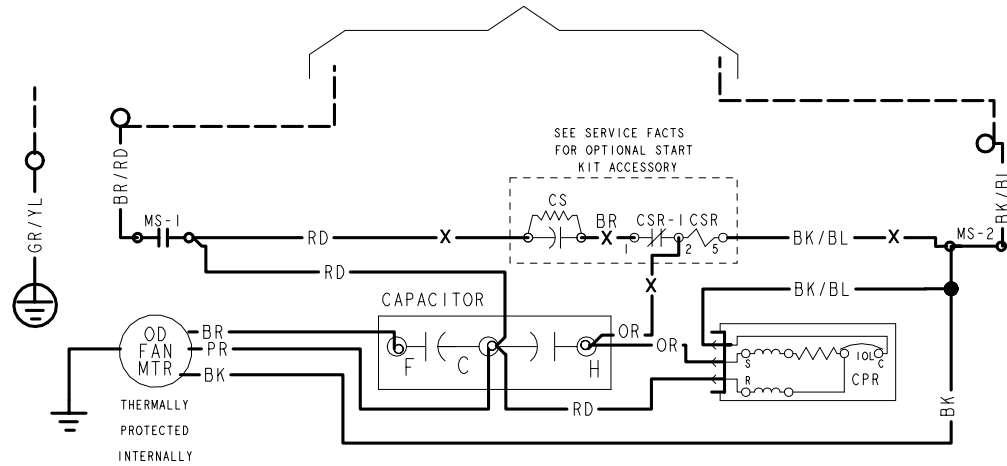 SEE SERVICE FACTS
FOR OPTIONAL START
KIT ACCESSORY
BR/RD
GR/YL
BK/BL
MS-1
RD
X
CS
BR
X
CSR-1
CSR
1
2
5
BK/BL
X
MS-2
RD
X
BK/BL
CAPACITOR
OD
FAN
MTR
BR
PR
BK
F
C
H
OR
OR
S
R
IOL
C
CPR
RD
BK
THERMALLY
PROTECTED
INTERNALLY